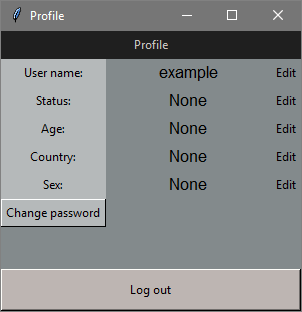 Profile
Profile
User name: example Edit
Status: None Edit
Age: None Edit
Country: None Edit
Sex: None Edit
Change password
Log out